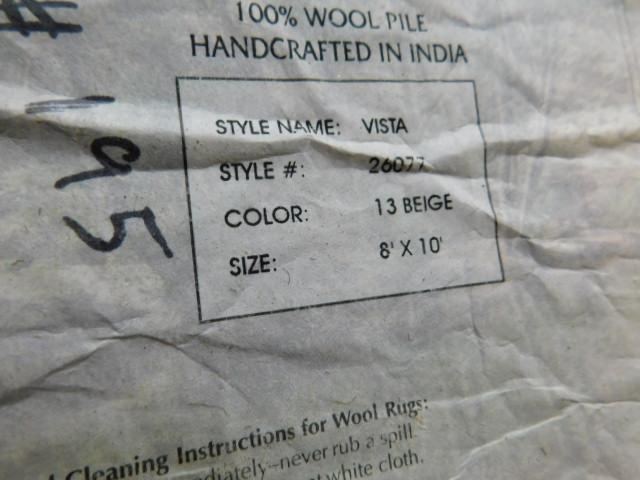 100% WOOL PILE
HANDCRAFTED IN INDIA
STYLE NAME: VISTA
STYLE #: 26077
COLOR: 13 BEIGE
SIZE: 8' X 10'
# 195
Cleaning Instructions for Wool Rugs:
never rub a spill
white cloth.